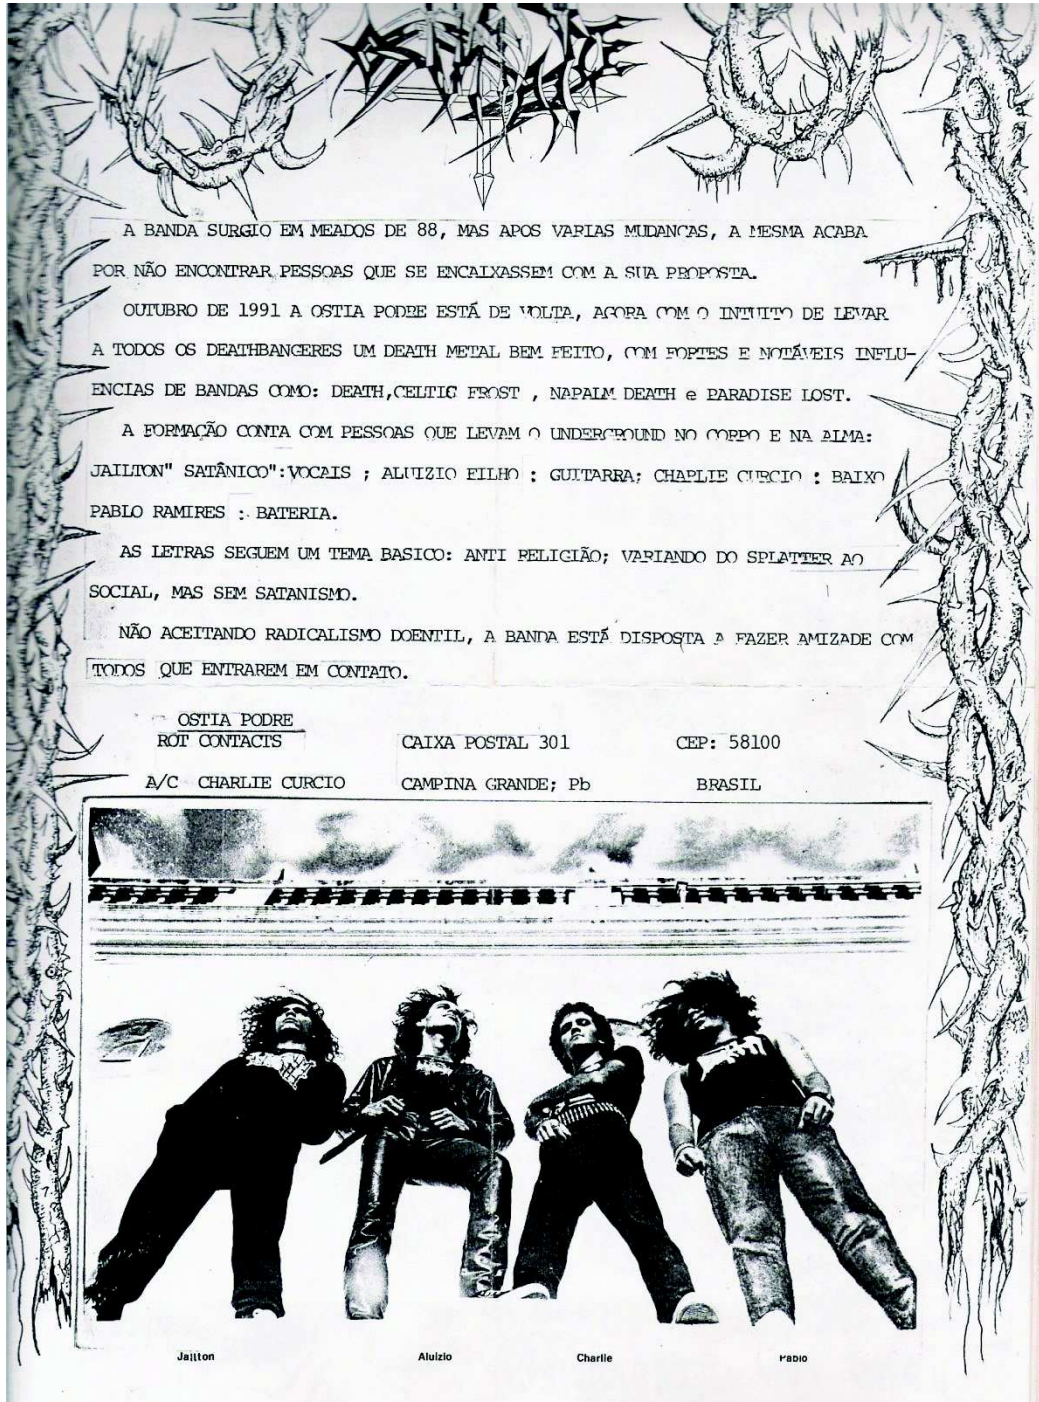 OSTIA PODRE
A BANDA SURGIO EM MEADOS DE 88, MAS APOS VARIAS MUDANCAS, A MESMA ACABA
POR NÃO ENCONTRAR PESSOAS QUE SE ENCAIXASSEM COM A SUA PROPOSTA.
OUTUBRO DE 1991 A OSTIA PODRE ESTÁ DE VOLTA, AGORA COM O INTUITO DE LEVAR
A TODOS OS DEATHBANGERES UM DEATH METAL BEM FEITO, COM FORTES E NOTÁVEIS INFLU-
ENCIAS DE BANDAS COMO: DEATH,CELTIC FROST , NAPALM DEATH e PARADISE LOST.
A FORMAÇÃO CONTA COM PESSOAS QUE LEVAM O UNDERGROUND NO CORPO E NA ALMA:
JAILTON" SATÂNICO":VOCAIS ; ALUIZIO FILHO : GUITARRA; CHARLIE CURCIO : BAIXO
PABLO RAMIRES : BATERIA.
AS LETRAS SEGUEM UM TEMA BASICO: ANTI RELIGIÃO; VARIANDO DO SPLATTER AO
SOCIAL, MAS SEM SATANISMO.
NÃO ACEITANDO RADICALISMO DOENTIL, A BANDA ESTÁ DISPOSTA A FAZER AMIZADE COM
TODOS QUE ENTRAREM EM CONTATO.
OSTIA PODRE
ROT CONTACTS CAIXA POSTAL 301 CEP: 58100
A/C CHARLIE CURCIO CAMPINA GRANDE; Pb BRASIL
Jailton Aluizio Charlie Pablo